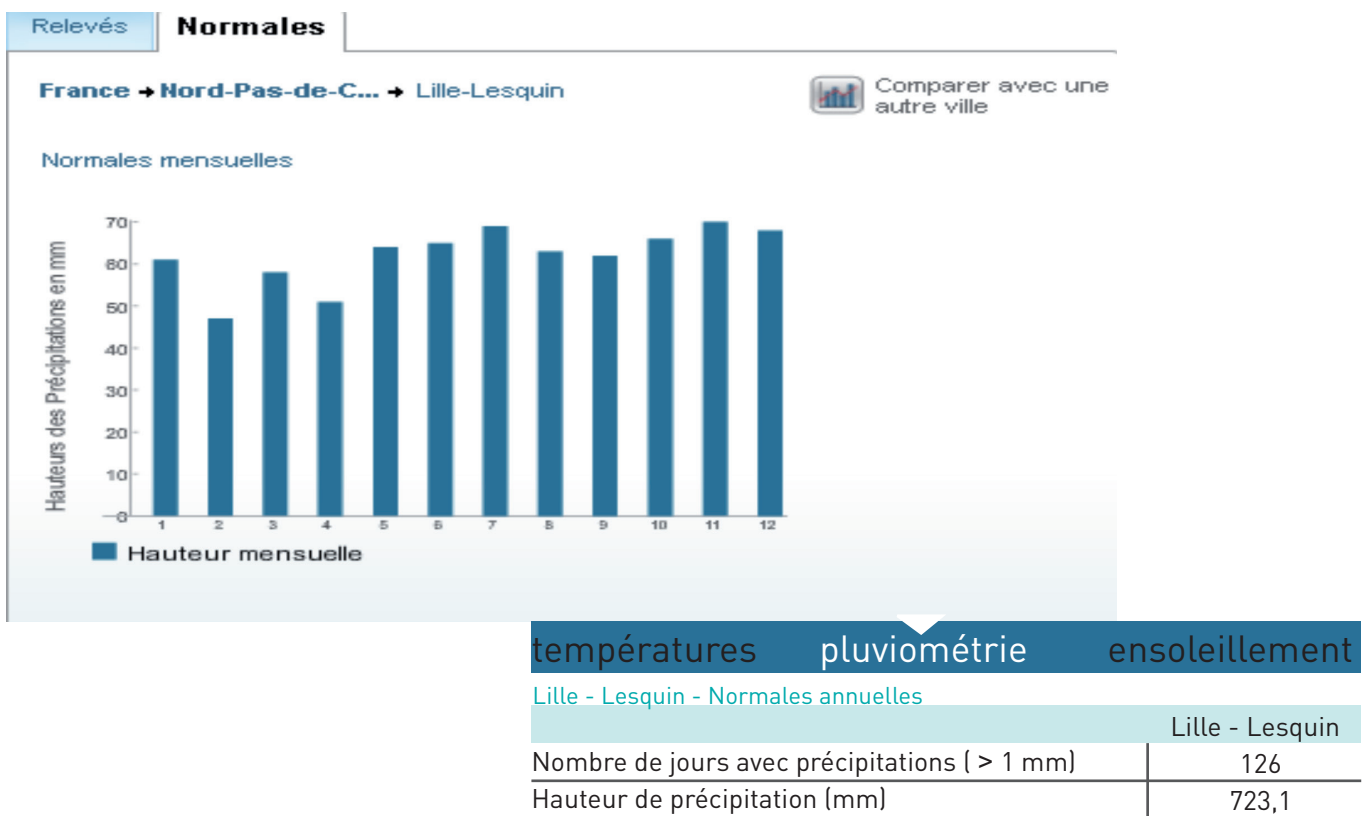 Relevés Normales
France → Nord-Pas-de-C... → Lille-Lesquin
Comparer avec une
autre ville
Normales mensuelles
Hauteurs des Précipitations en mm
70
60
50
40
30
20
10
0
1 2 3 4 5 6 7 8 9 10 11 12
Hauteur mensuelle
températures pluviométrie ensoleillement
Lille - Lesquin - Normales annuelles
Lille - Lesquin
Nombre de jours avec précipitations ( > 1 mm) 126
Hauteur de précipitation (mm) 723,1